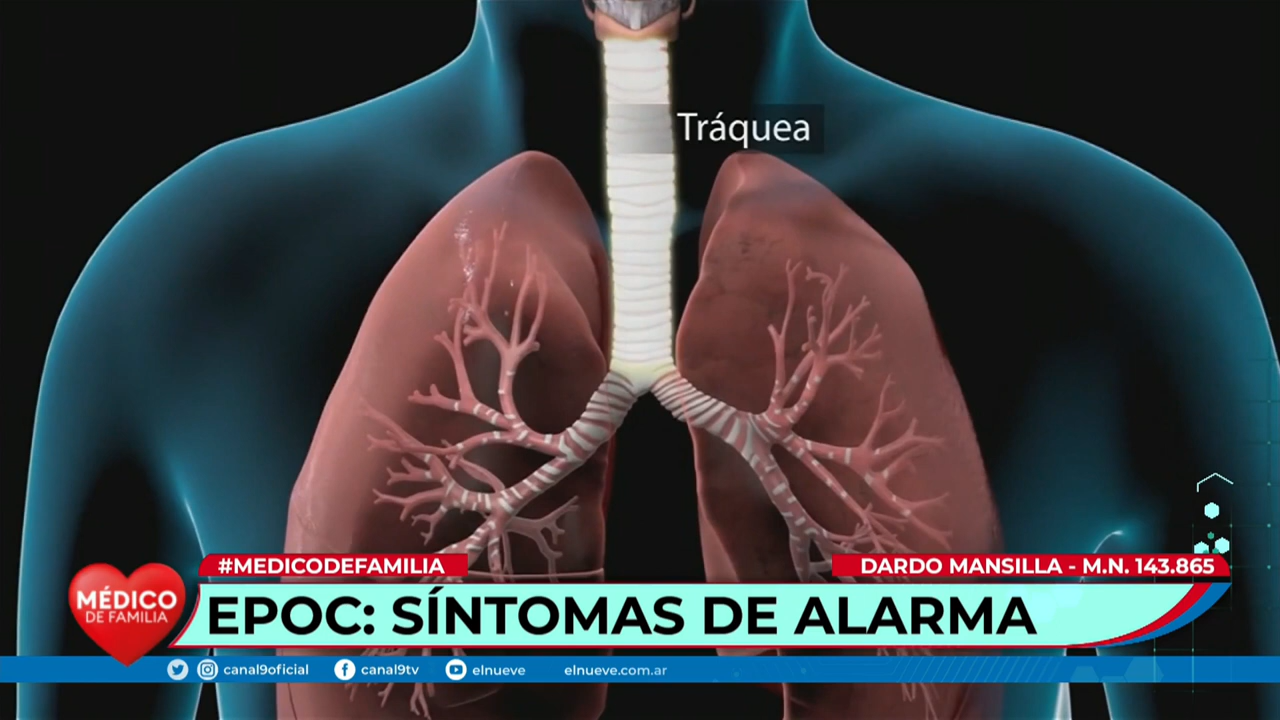 Tráquea
#MEDICODEFAMILIA
DARDO MANSILLA - M.N. 143.865
MÉDICO
DE FAMILIA
EPOC: SÍNTOMAS DE ALARMA
canal9oficial canal9tv elnueve elnueve.com.ar